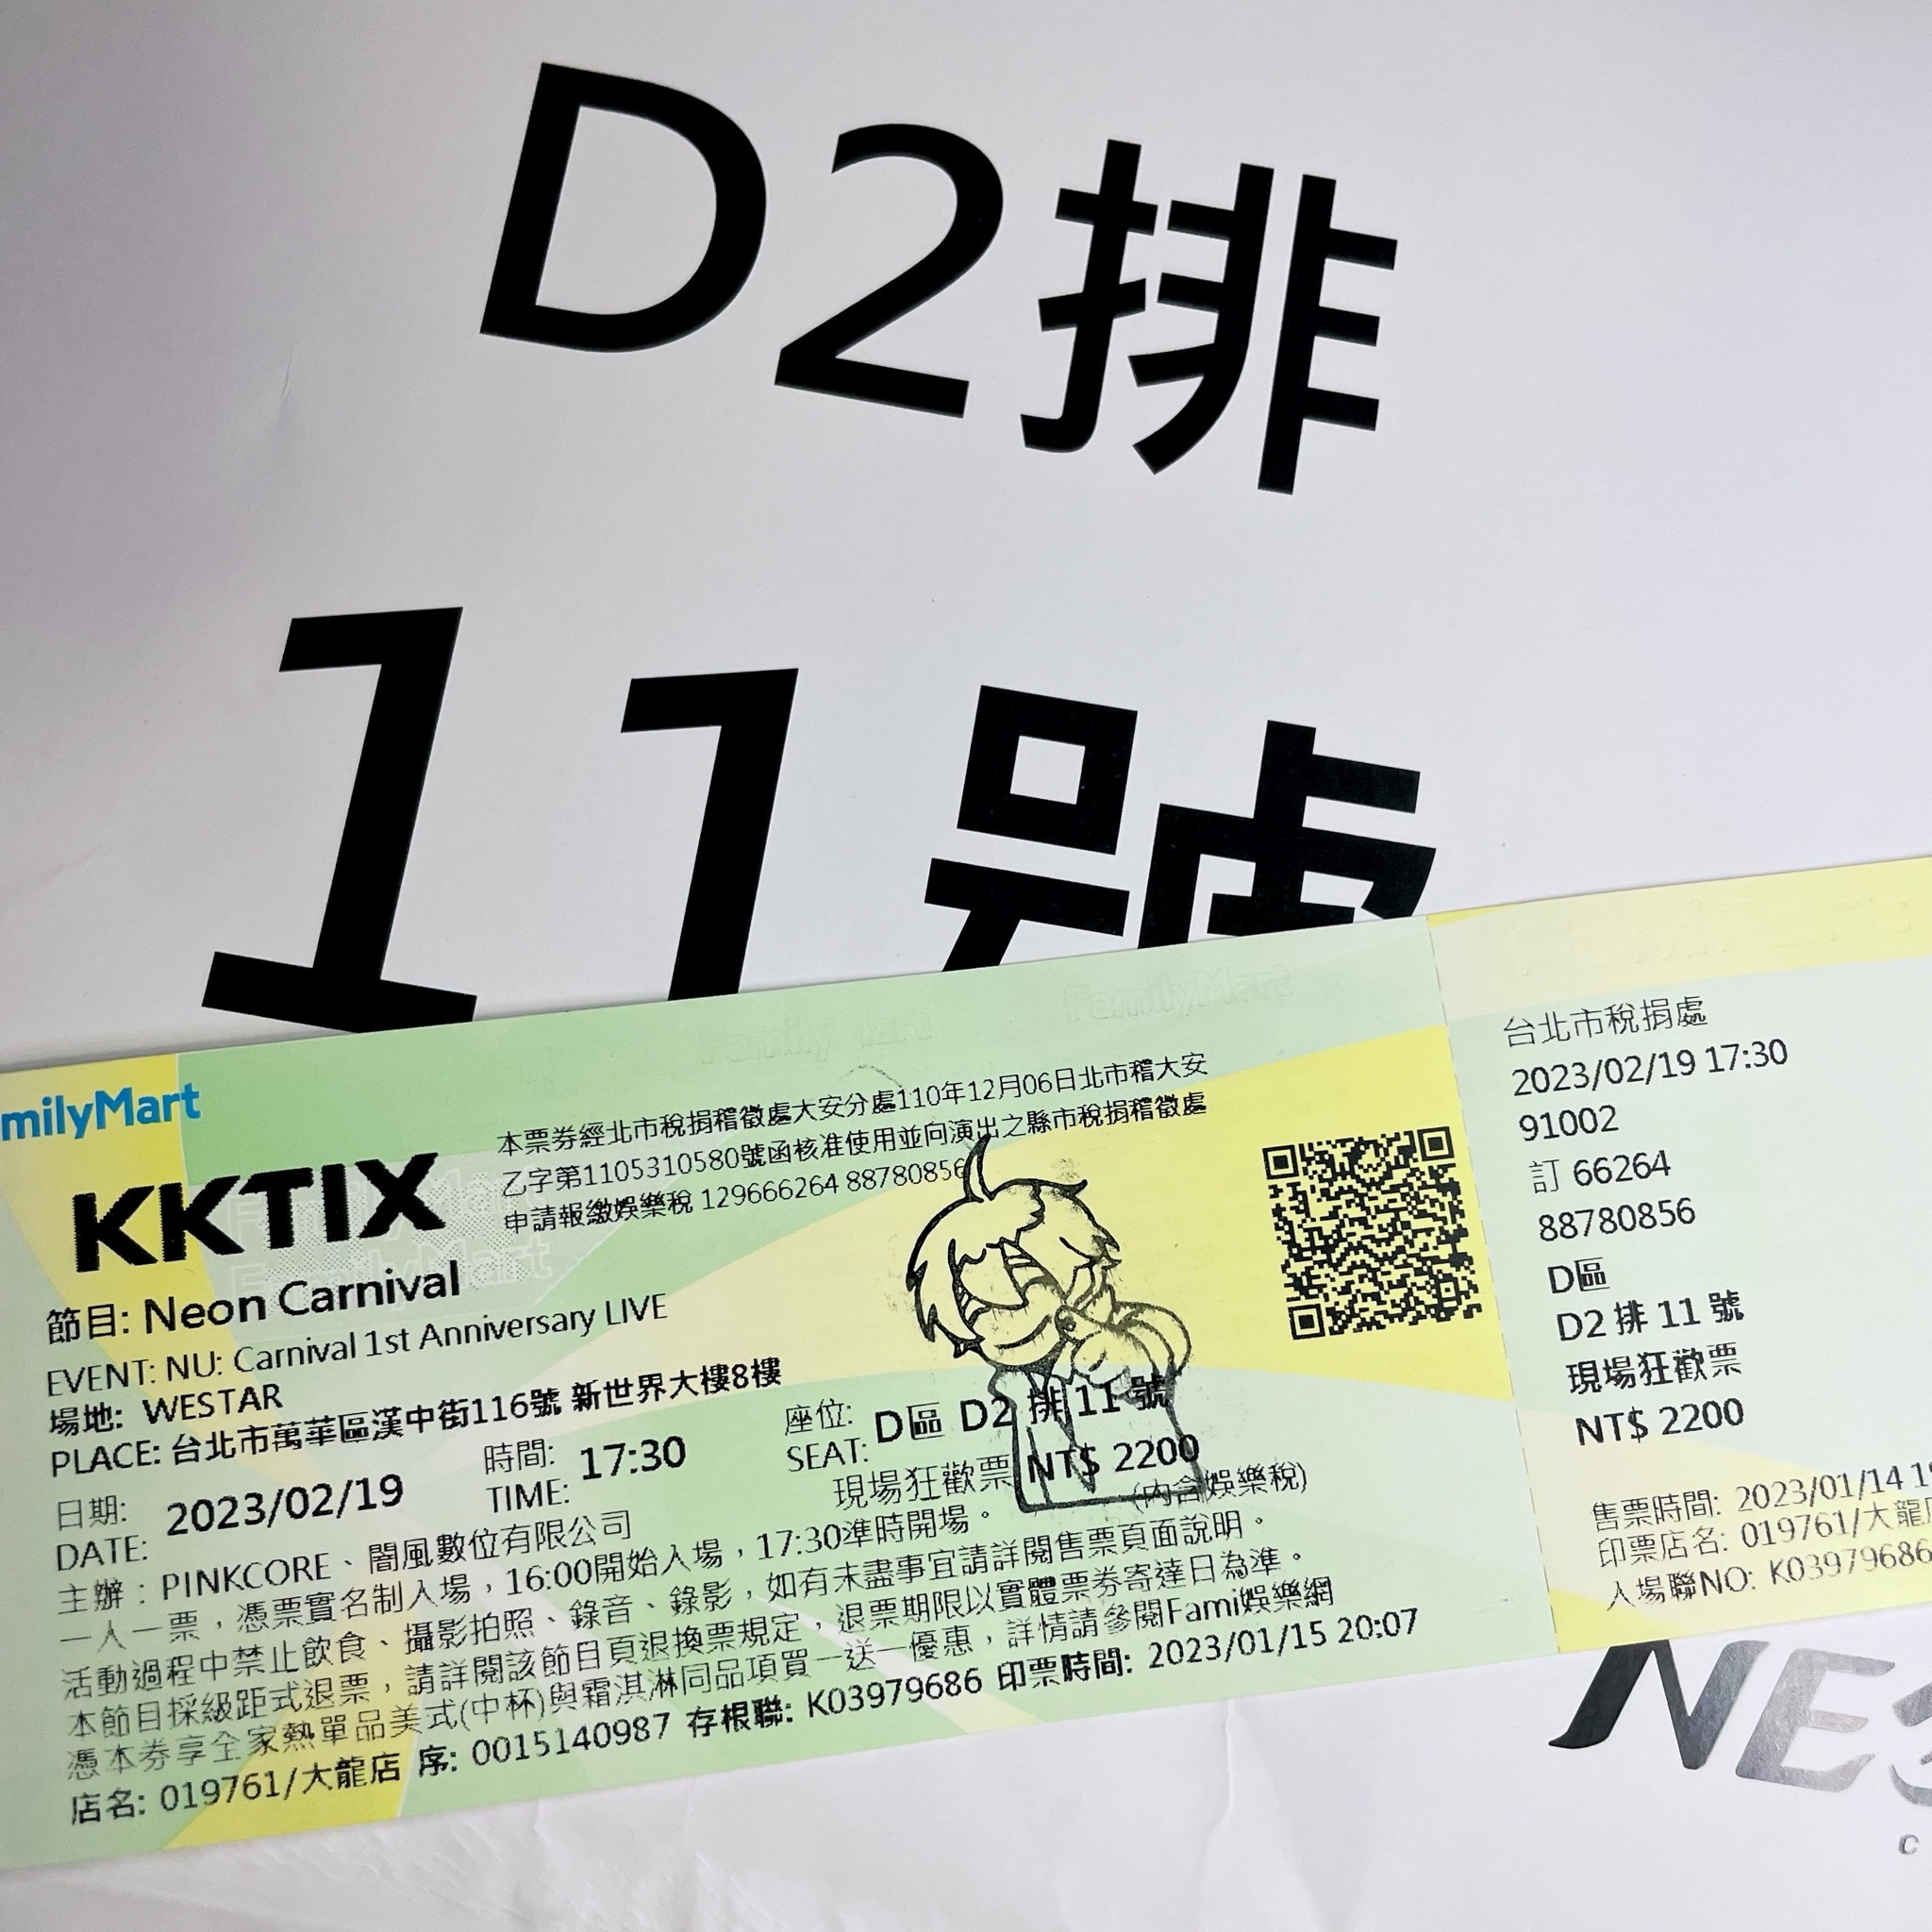 D2排
11號
milyMart
KKTIX
本票券經北市稅捐稽徵處大安分處110年12月06日北市稽大安
乙字第1105310580號函核准使用並向演出之縣市稅捐稽徵處
申請報繳娛樂稅 129666264 88780856
節目: Neon Carnival
EVENT: NU: Carnival 1st Anniversary LIVE
場地: WESTAR
PLACE: 台北市萬華區漢中街116號 新世界大樓8樓
日期:
DATE: 2023/02/19
時間:
TIME: 17:30
座位:
SEAT: D區 D2 排 11 號
現場狂歡票 NT$ 2200
(內含娛樂稅)
主辦：PINKCORE、闇風數位有限公司
一人一票，憑票實名制入場，16:00開始入場，17:30準時開場。
活動過程中禁止飲食、攝影拍照、錄音、錄影，如有未盡事宜請詳閱售票頁面說明。
本節目採級距式退票，請詳閱該節目頁退換票規定，退票期限以實體票券寄達日為準。
憑本券享全家熱單品美式(中杯)與霜淇淋同品項買一送一優惠，詳情請參閱Fami娛樂網
店名: 019761/大龍店 序: 0015140987 存根聯: K03979686 印票時間: 2023/01/15 20:07
台北市稅捐處
2023/02/19 17:30
91002
訂 66264
88780856
D區
D2 排 11 號
現場狂歡票
NT$ 2200
售票時間: 2023/01/14
印票店名: 019761/大龍
入場聯NO: K03979686
NE
C